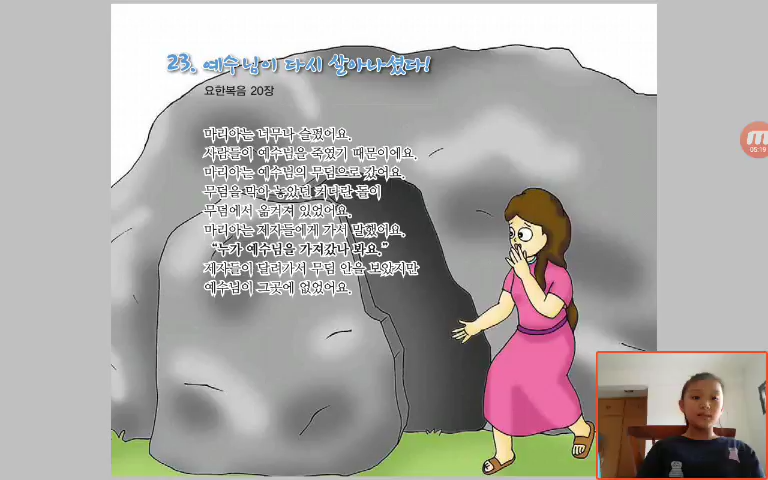 23. 예수님이 다시 살아나셨다!
요한복음 20장
마리아는 너무나 슬펐어요.
사람들이 예수님을 죽였기 때문이에요.
마리아는 예수님의 무덤으로 갔어요.
무덤을 막아 놓았던 커다란 돌이
무덤에서 옮겨져 있었어요.
마리아는 제자들에게 가서 말했어요.
“누가 예수님을 가져갔나 봐요.”
제자들이 달려가서 무덤 안을 보았지만
예수님이 그곳에 없었어요.
05:19